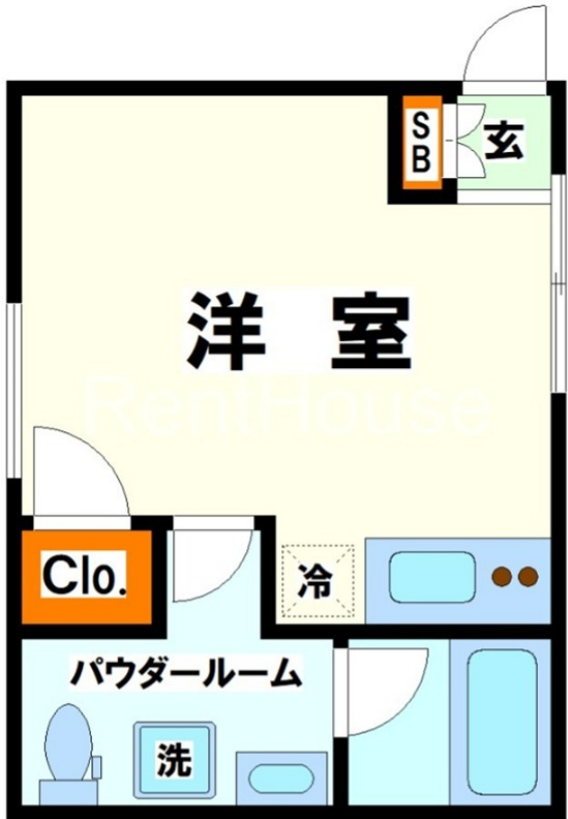 SB
玄
洋 室
RentHouse
Clo.
冷
パウダールーム
洗